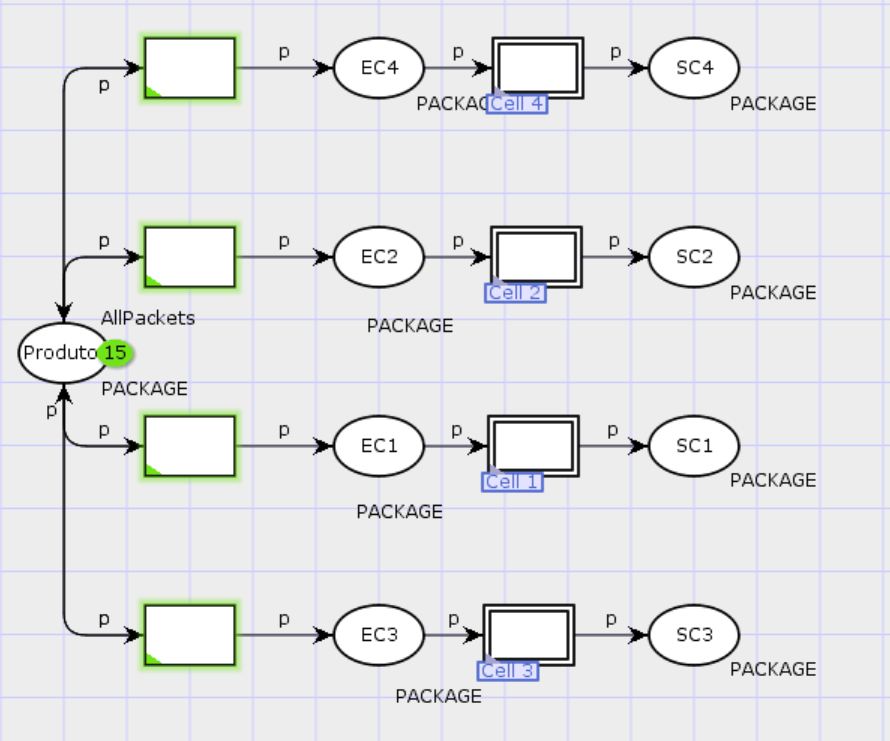 p
p
EC4
p
p
SC4
PACKAG
Cell 4
PACKAGE
p
p
EC2
p
p
SC2
Cell 2
PACKAGE
AllPackets
PACKAGE
Produto
15
PACKAGE
p
p
p
EC1
p
p
SC1
Cell 1
PACKAGE
PACKAGE
p
p
EC3
p
p
SC3
Cell 3
PACKAGE
PACKAGE